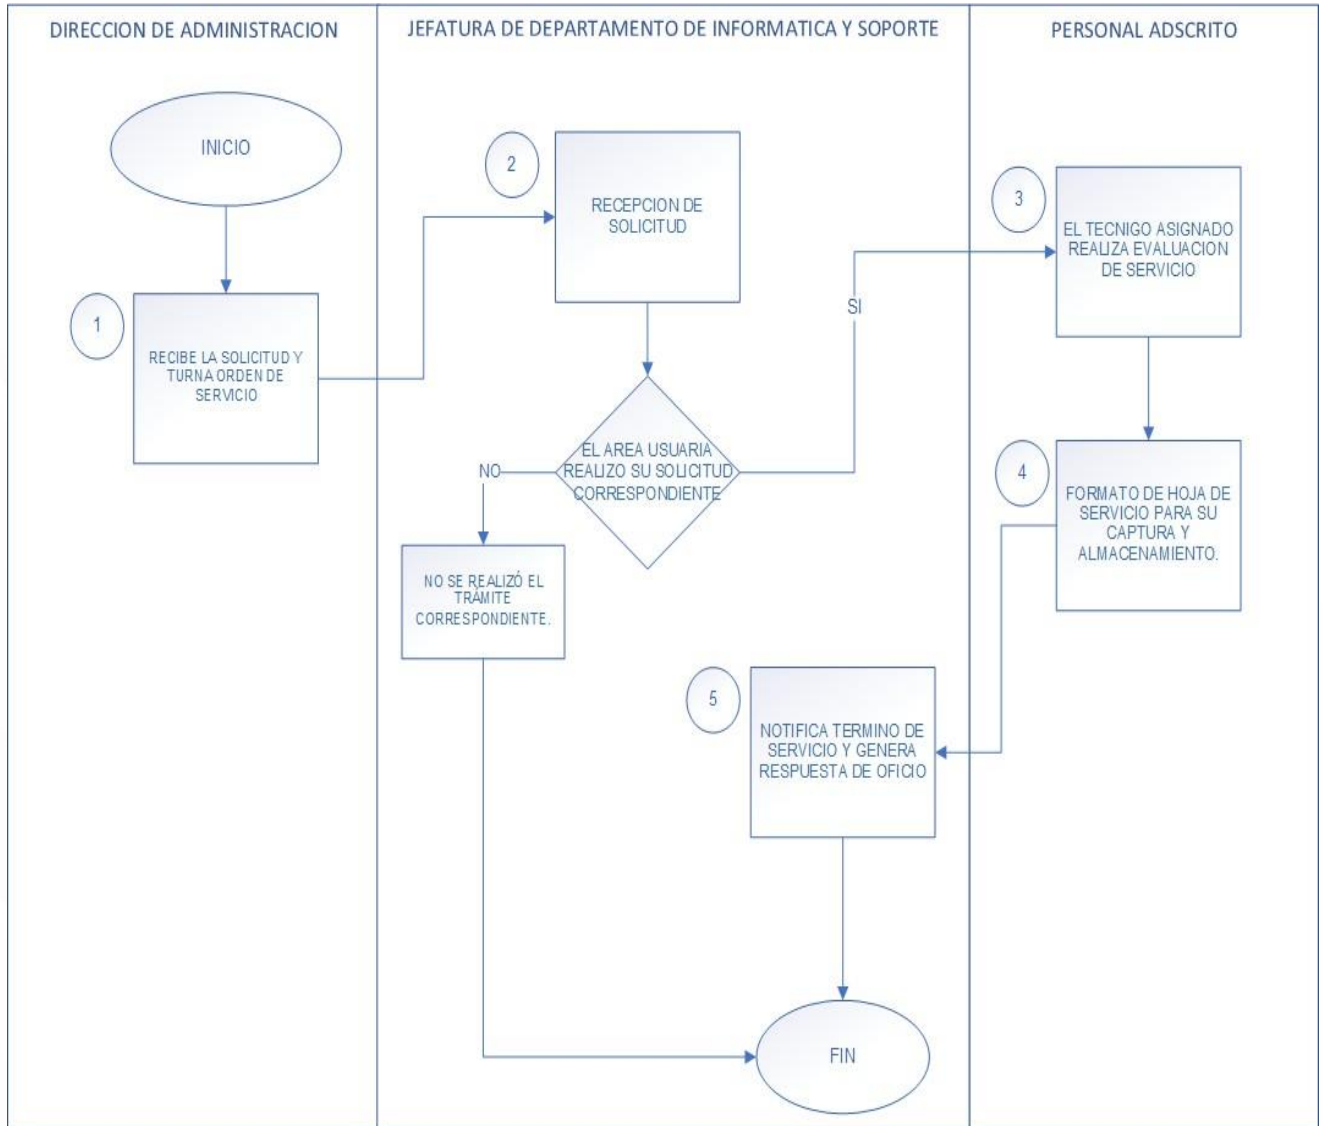 DIRECCION DE ADMINISTRACION
JEFATURA DE DEPARTAMENTO DE INFORMATICA Y SOPORTE
PERSONAL ADSCRITO
INICIO
1
RECIBE LA SOLICITUD Y
TURNA ORDEN DE
SERVICIO
2
RECEPCION DE
SOLICITUD
EL AREA USUARIA
REALIZO SU SOLICITUD
CORRESPONDIENTE
NO
SI
NO SE REALIZÓ EL
TRÁMITE
CORRESPONDIENTE.
3
EL TECNIGO ASIGNADO
REALIZA EVALUACION
DE SERVICIO
4
FORMATO DE HOJA DE
SERVICIO PARA SU
CAPTURA Y
ALMACENAMIENTO.
5
NOTIFICA TERMINO DE
SERVICIO Y GENERA
RESPUESTA DE OFICIO
FIN